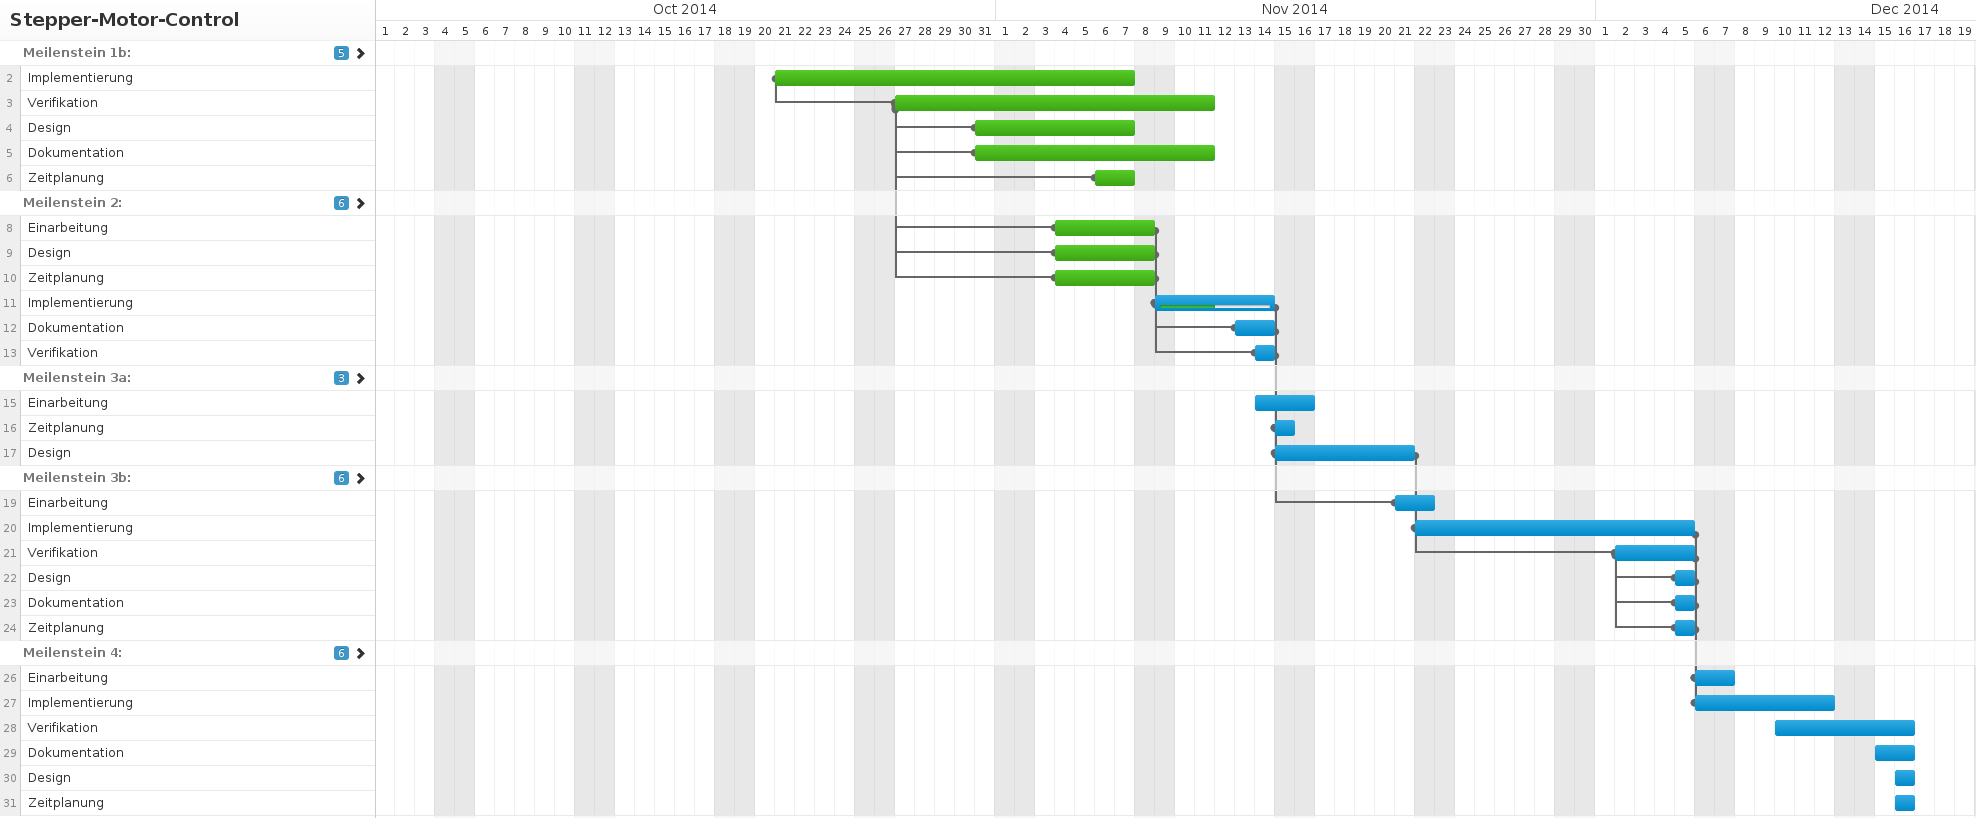 Stepper-Motor-Control
Oct 2014 Nov 2014 Dec 2014
1 2 3 4 5 6 7 8 9 10 11 12 13 14 15 16 17 18 19 20 21 22 23 24 25 26 27 28 29 30 31 1 2 3 4 5 6 7 8 9 10 11 12 13 14 15 16 17 18 19 20 21 22 23 24 25 26 27 28 29 30 1 2 3 4 5 6 7 8 9 10 11 12 13 14 15 16 17 18 19
Meilenstein 1b: 5
2 Implementierung
3 Verifikation
4 Design
5 Dokumentation
6 Zeitplanung
Meilenstein 2: 6
8 Einarbeitung
9 Design
10 Zeitplanung
11 Implementierung
12 Dokumentation
13 Verifikation
Meilenstein 3a: 3
15 Einarbeitung
16 Zeitplanung
17 Design
Meilenstein 3b: 6
19 Einarbeitung
20 Implementierung
21 Verifikation
22 Design
23 Dokumentation
24 Zeitplanung
Meilenstein 4: 6
26 Einarbeitung
27 Implementierung
28 Verifikation
29 Dokumentation
30 Design
31 Zeitplanung